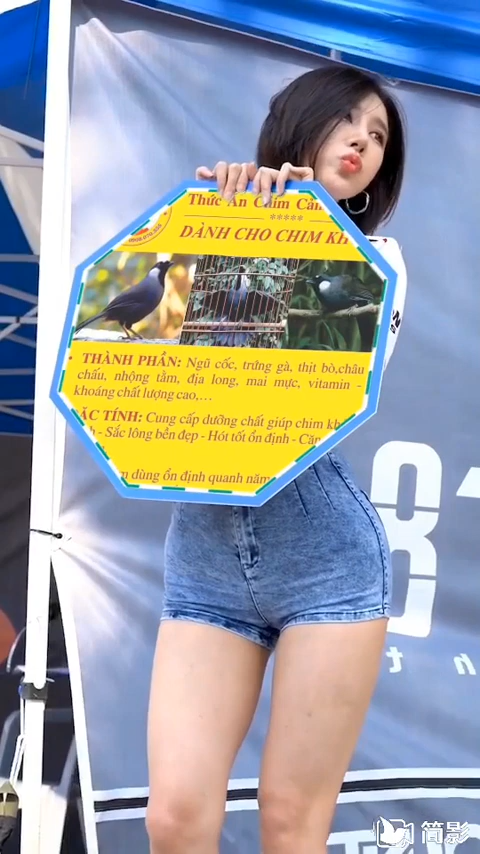 Thức Ăn Chim Cản
*****
DÀNH CHO CHIM KH
THÀNH PHẦN: Ngũ cốc, trứng gà, thịt bò,châu
chấu, nhộng tằm, địa long, mai mực, vitamin -
khoáng chất lượng cao,...
ẶC TÍNH: Cung cấp dưỡng chất giúp chim kh
h - Sắc lông bền đẹp - Hót tốt ổn định - Căn
m dùng ổn định quanh năm
8
h t
简影